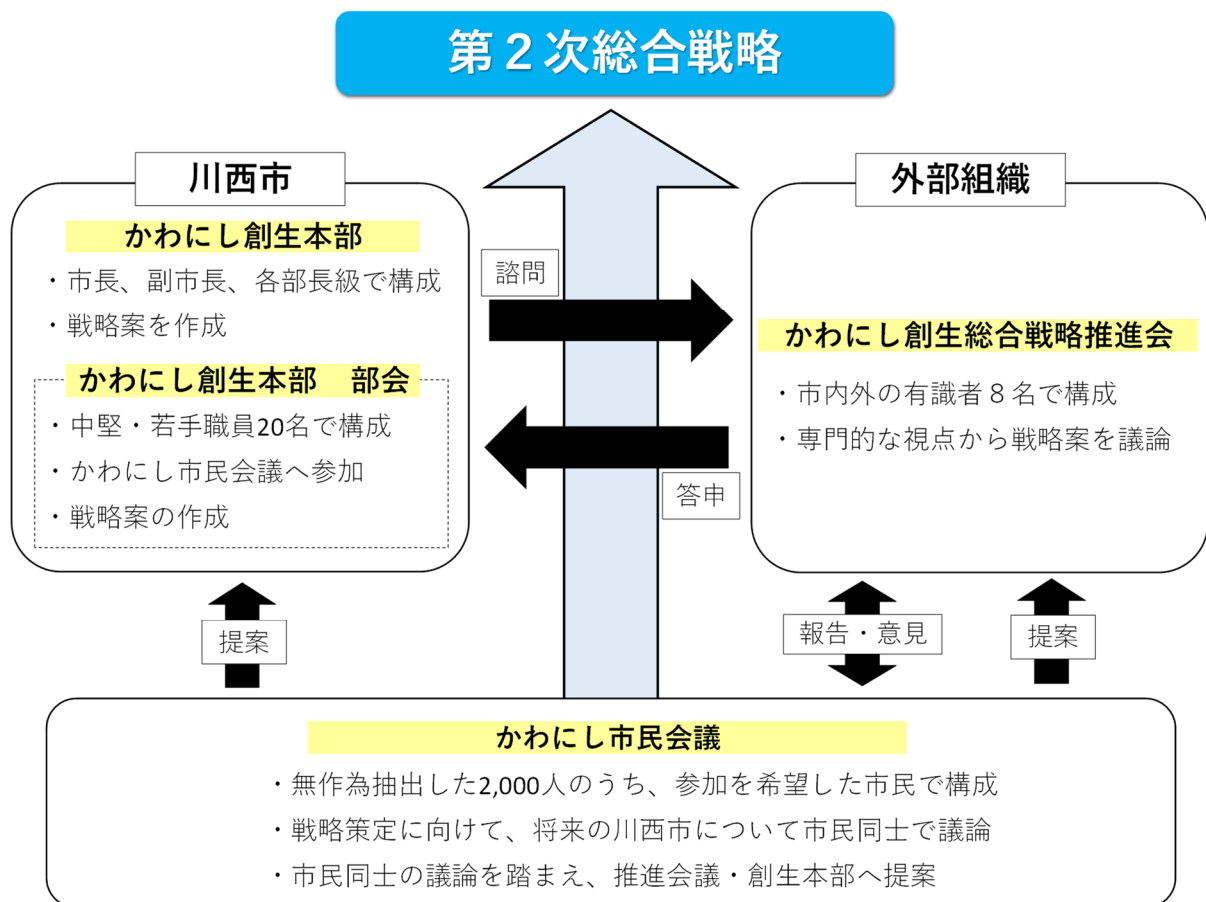 第２次総合戦略
川西市
かわにし創生本部
・市長、副市長、各部長級で構成
・戦略案を作成
かわにし創生本部　部会
・中堅・若手職員20名で構成
・かわにし市民会議へ参加
・戦略案の作成
諮問
答申
外部組織
かわにし創生総合戦略推進会
・市内外の有識者８名で構成
・専門的な視点から戦略案を議論
提案
報告・意見
提案
かわにし市民会議
・無作為抽出した2,000人のうち、参加を希望した市民で構成
・戦略策定に向けて、将来の川西市について市民同士で議論
・市民同士の議論を踏まえ、推進会議・創生本部へ提案